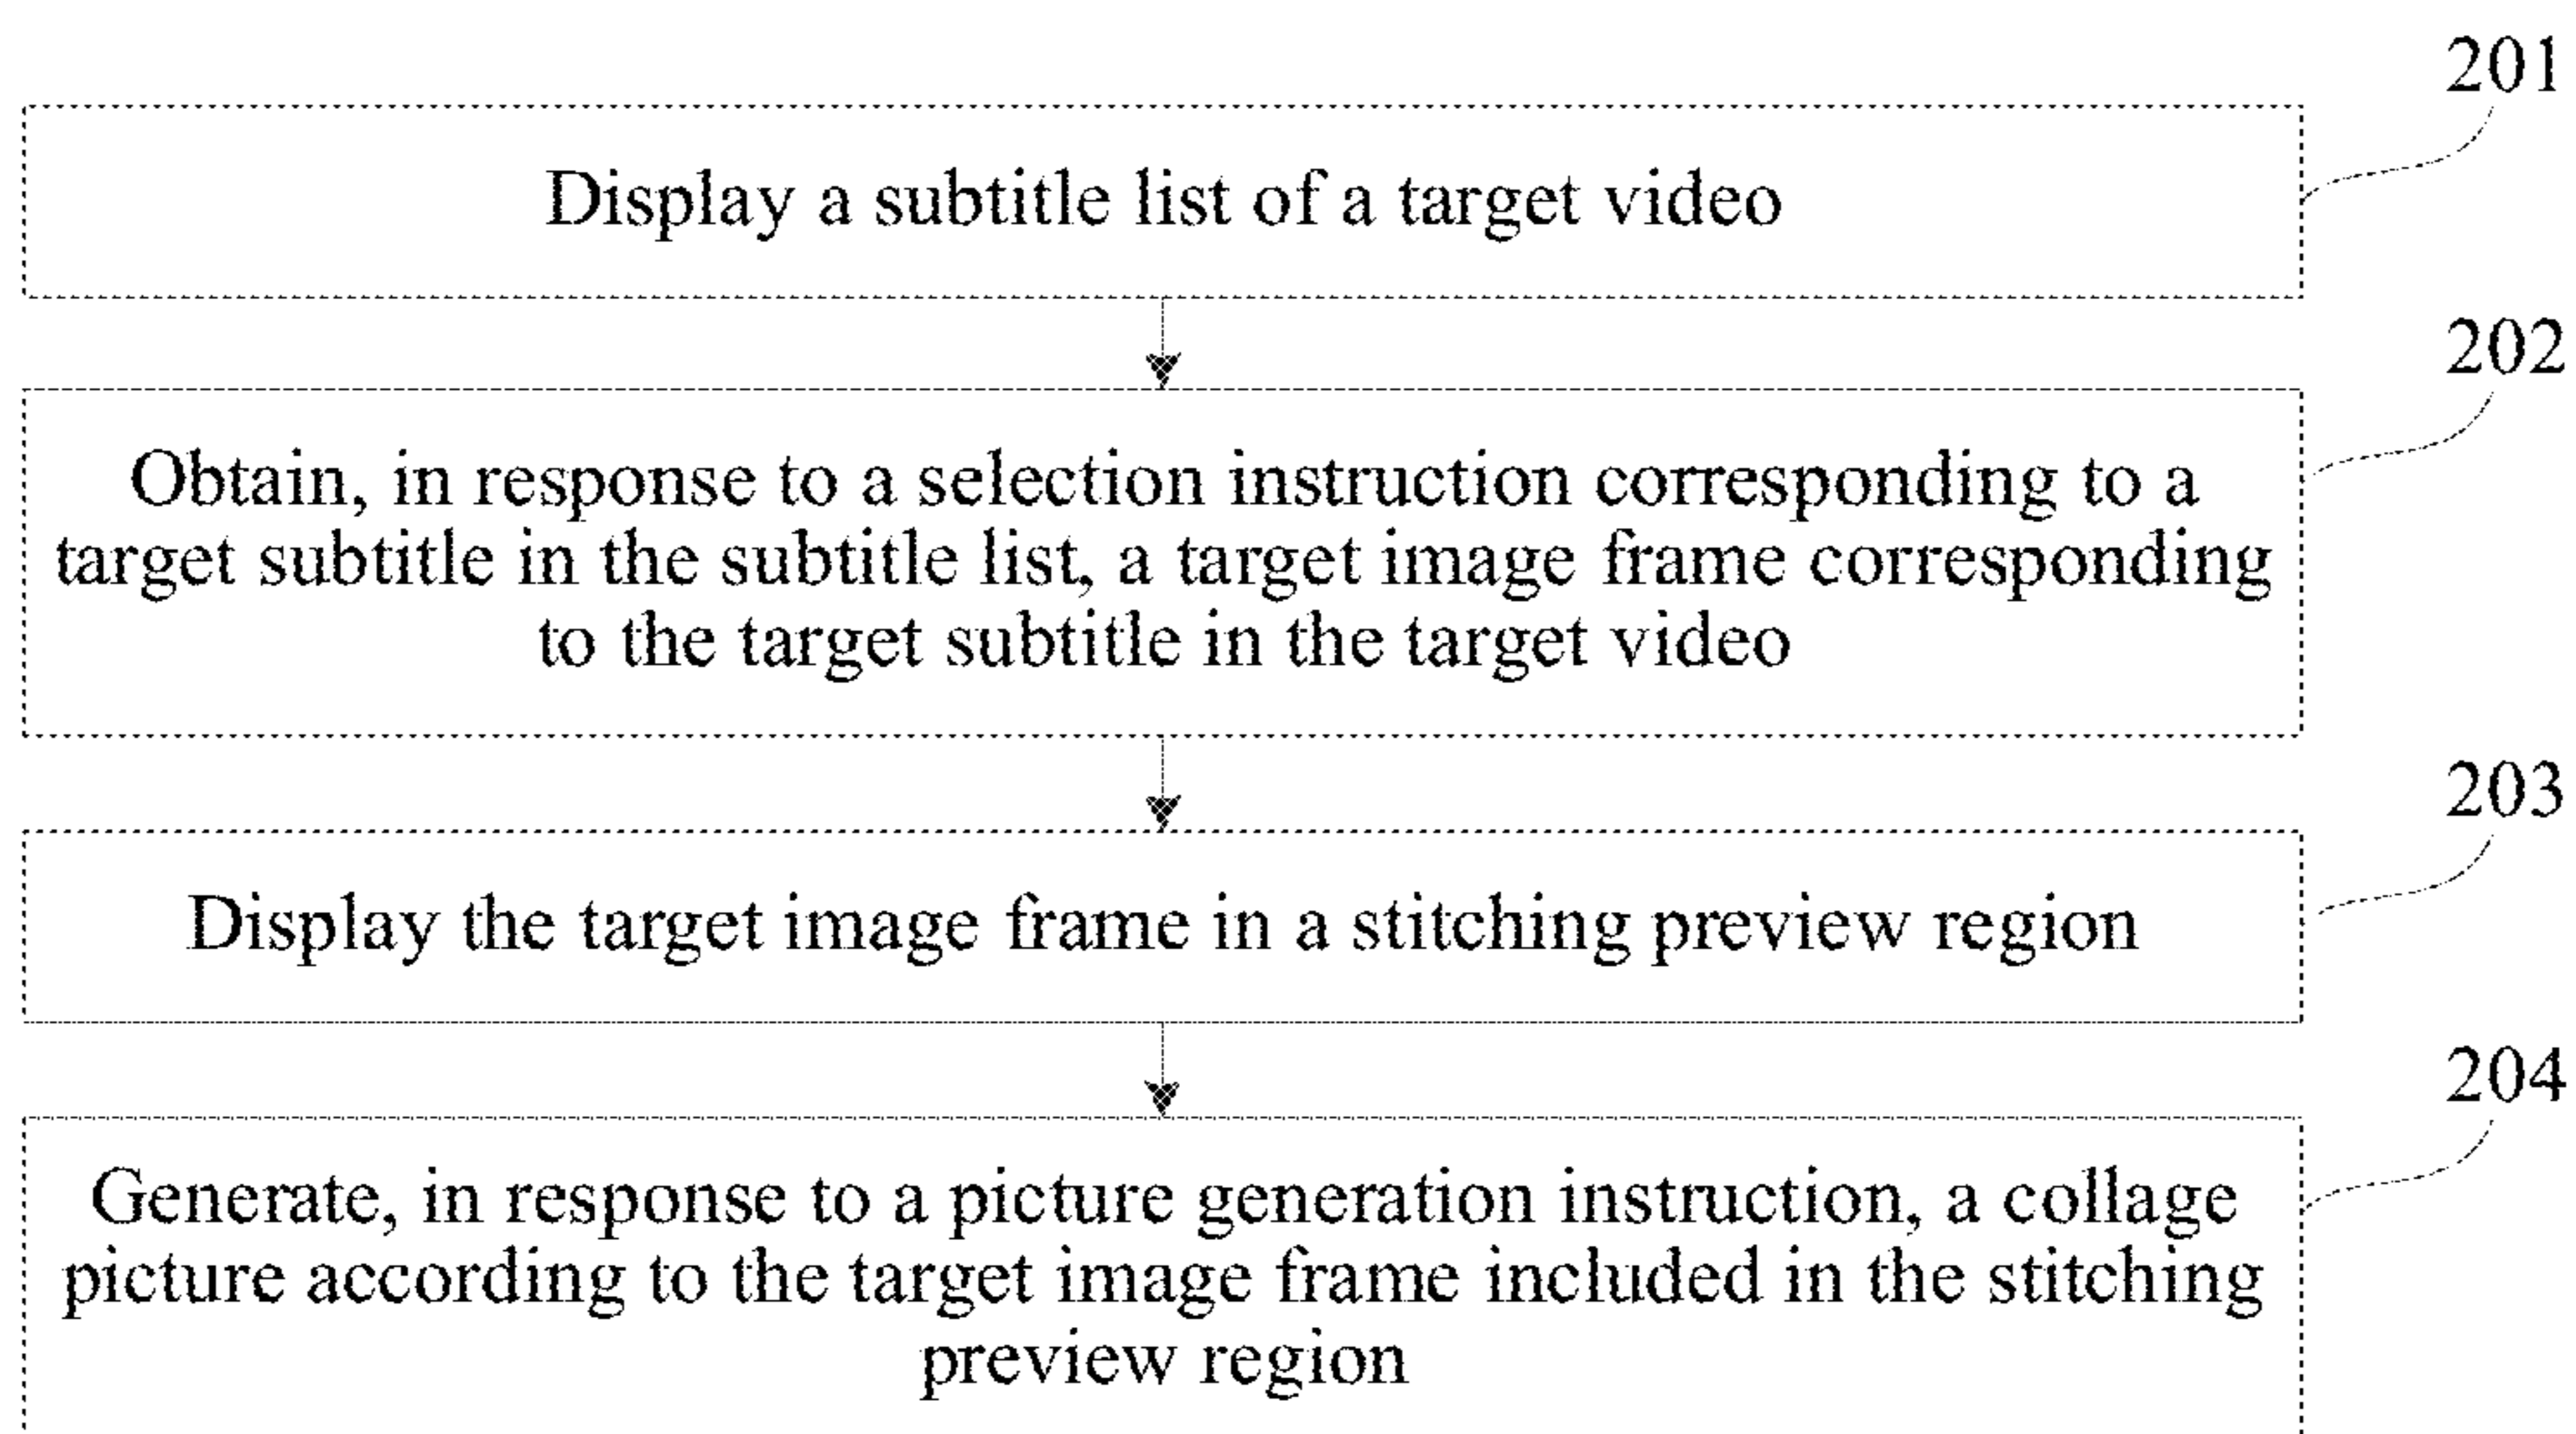 201
Display a subtitle list of a target video
202
Obtain, in response to a selection instruction corresponding to a
target subtitle in the subtitle list, a target image frame corresponding
to the target subtitle in the target video
203
Display the target image frame in a stitching preview region
204
Generate, in response to a picture generation instruction, a collage
picture according to the target image frame included in the stitching
preview region